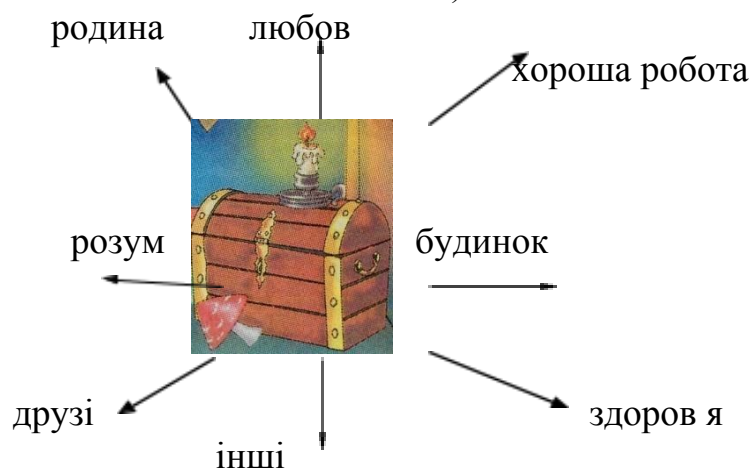 родина любов
хороша робота
розум будинок
друзі здоров я
інші